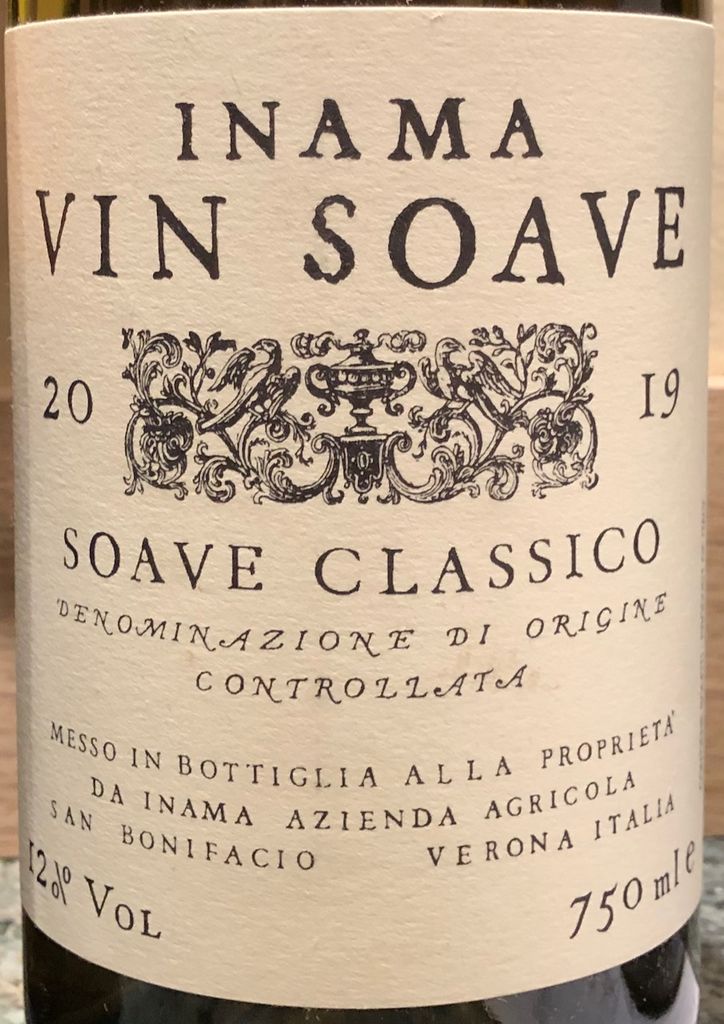 INAMA
VIN SOAVE
20 19
SOAVE CLASSICO
DENOMINAZIONE DI ORIGINE
CONTROLLATA
MESSO IN BOTTIGLIA ALLA PROPRIETA'
DA INAMA AZIENDA AGRICOLA
SAN BONIFACIO VERONA ITALIA
12% VOL 750 ml e